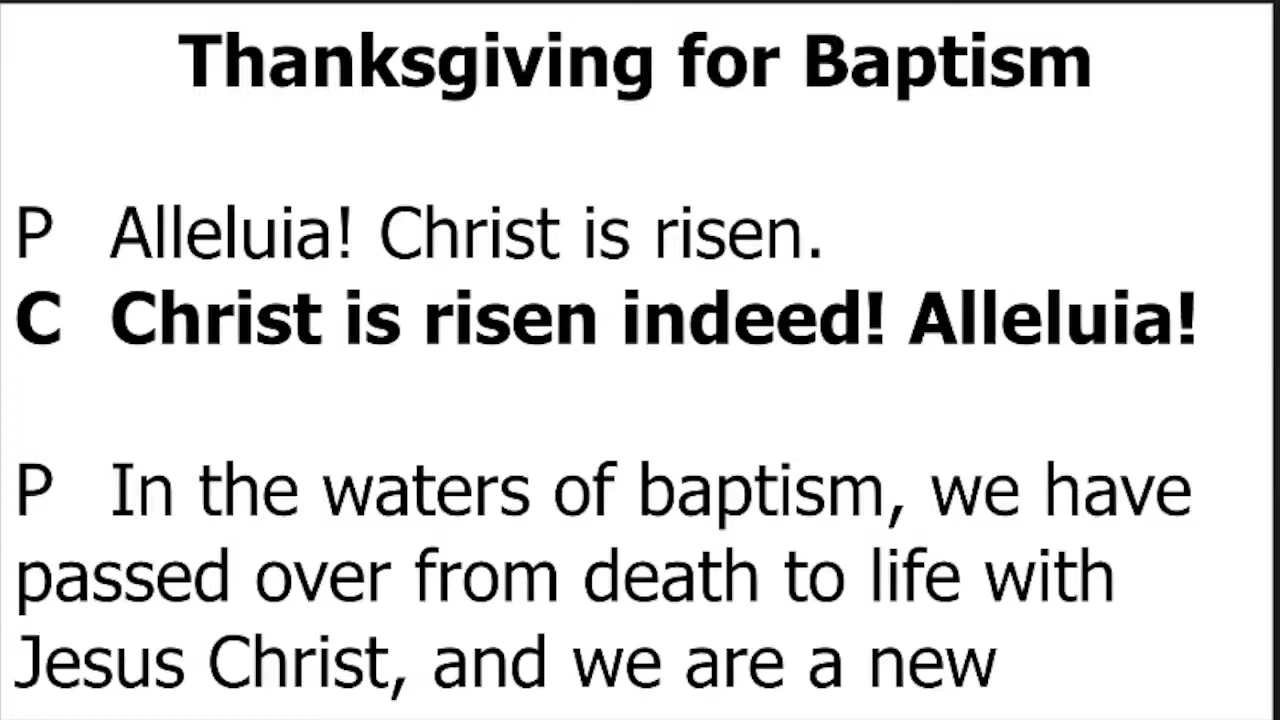 Thanksgiving for Baptism
P Alleluia! Christ is risen.
C Christ is risen indeed! Alleluia!
P In the waters of baptism, we have
passed over from death to life with
Jesus Christ, and we are a new